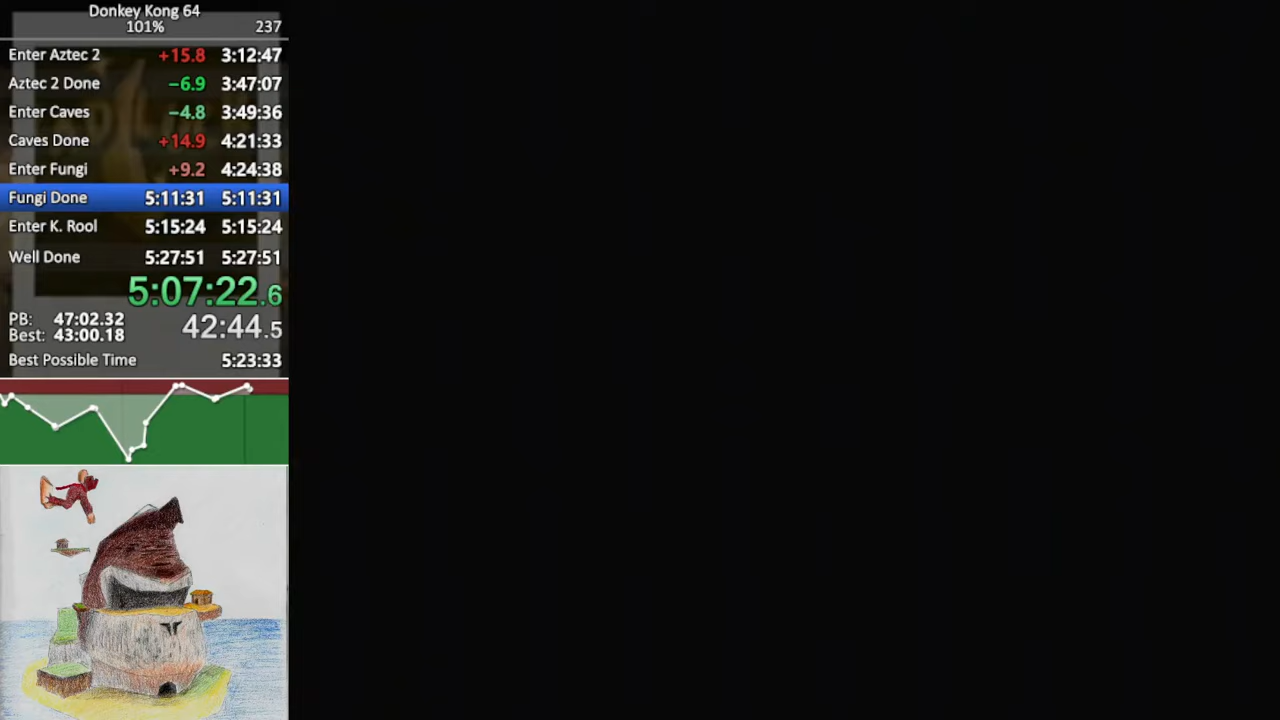 Donkey Kong 64
101% 237
Enter Aztec 2 +15.8 3:12:47
Aztec 2 Done −6.9 3:47:07
Enter Caves −4.8 3:49:36
Caves Done +14.9 4:21:33
Enter Fungi +9.2 4:24:38
Fungi Done 5:11:31 5:11:31
Enter K. Rool 5:15:24 5:15:24
Well Done 5:27:51 5:27:51
5:07:22.6
PB: 47:02.32
Best: 43:00.18
42:44.5
Best Possible Time 5:23:33